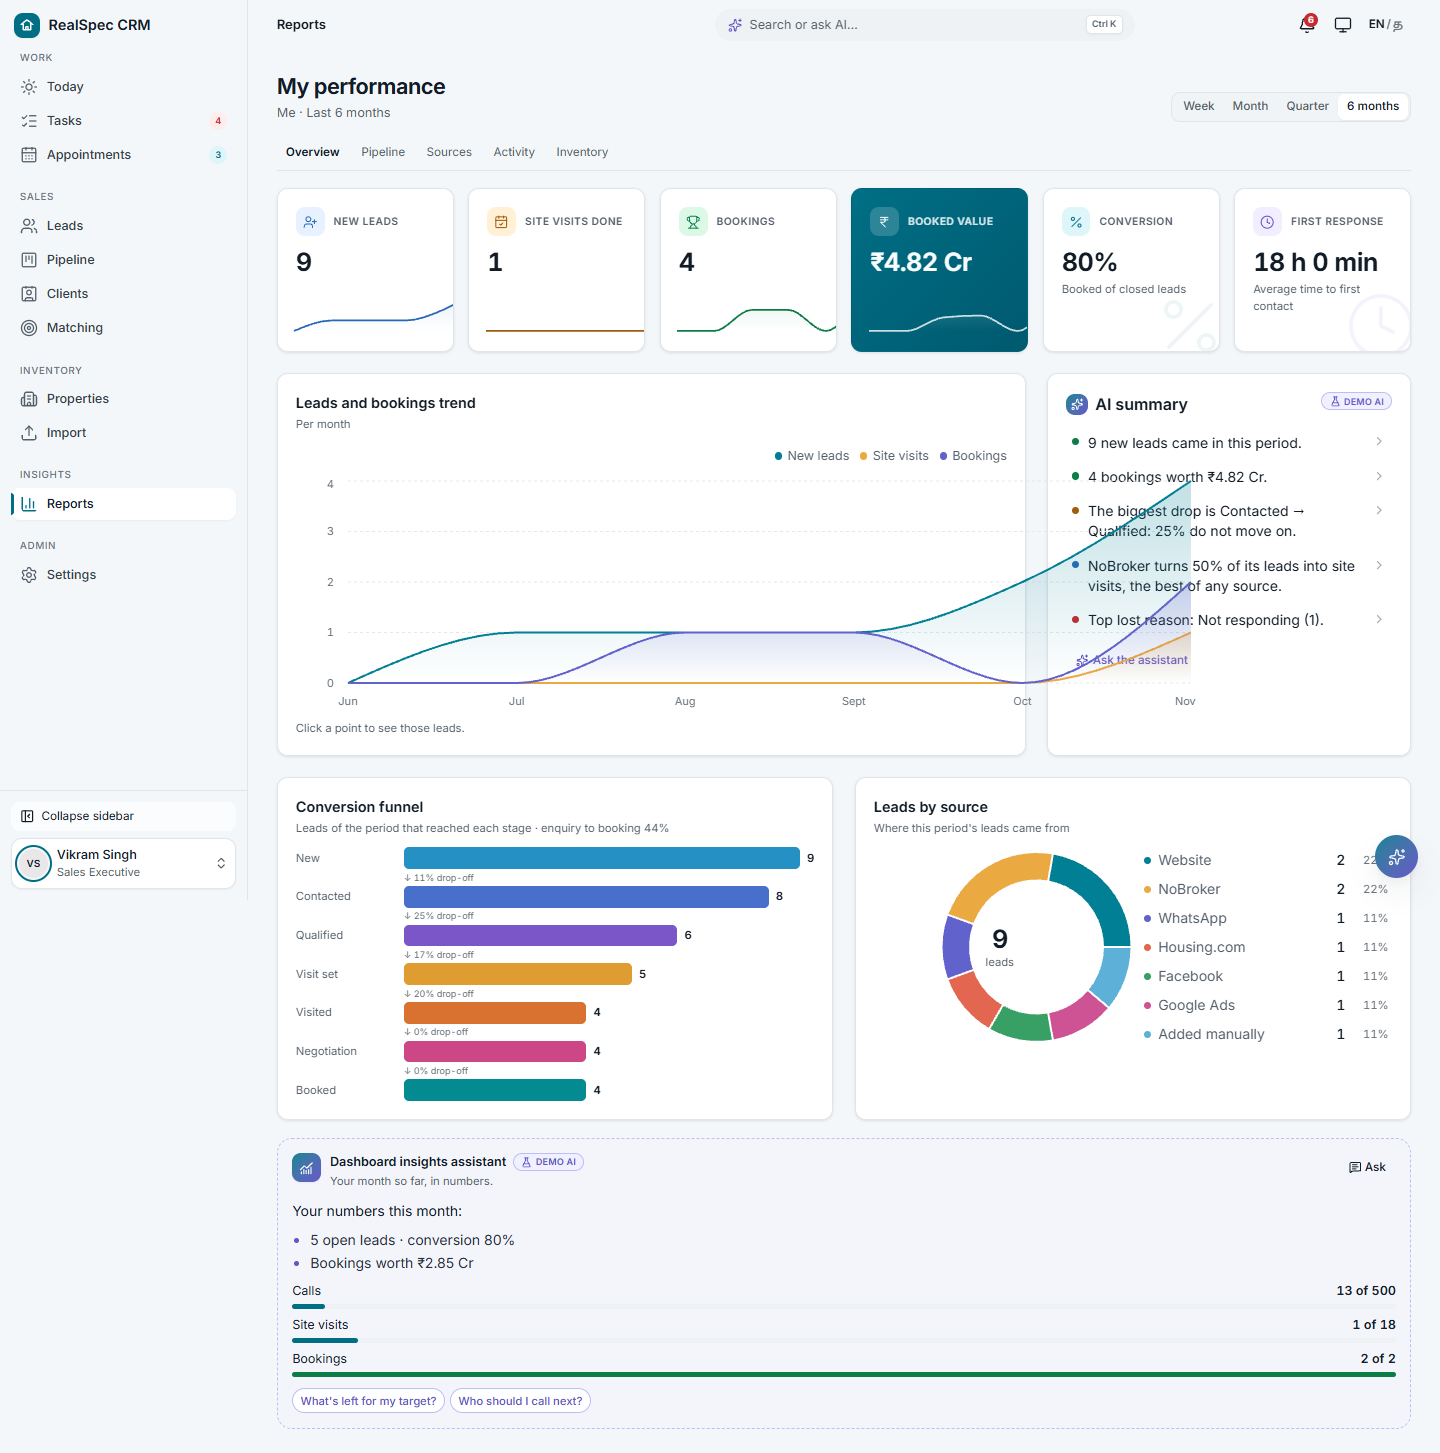 RealSpec CRM
WORK
Today
Tasks 4
Appointments 3
SALES
Leads
Pipeline
Clients
Matching
INVENTORY
Properties
Import
INSIGHTS
Reports
ADMIN
Settings
Collapse sidebar
VS Vikram Singh
Sales Executive
Reports
Search or ask AI... Ctrl K
6
EN / த
My performance
Me · Last 6 months
Week Month Quarter 6 months
Overview Pipeline Sources Activity Inventory
NEW LEADS
9
SITE VISITS DONE
1
BOOKINGS
4
₹ BOOKED VALUE
₹4.82 Cr
CONVERSION
80%
Booked of closed leads
FIRST RESPONSE
18 h 0 min
Average time to first
contact
Leads and bookings trend
Per month
New leads Site visits Bookings
4
3
2
1
0
Jun Jul Aug Sept Oct Nov
Click a point to see those leads.
AI summary DEMO AI
9 new leads came in this period.
4 bookings worth ₹4.82 Cr.
The biggest drop is Contacted →
Qualified: 25% do not move on.
NoBroker turns 50% of its leads into site
visits, the best of any source.
Top lost reason: Not responding (1).
Ask the assistant
Conversion funnel
Leads of the period that reached each stage · enquiry to booking 44%
New 9
↓ 11% drop-off
Contacted 8
↓ 25% drop-off
Qualified 6
↓ 17% drop-off
Visit set 5
↓ 20% drop-off
Visited 4
↓ 0% drop-off
Negotiation 4
↓ 0% drop-off
Booked 4
Leads by source
Where this period's leads came from
9
leads
Website 2 22
NoBroker 2 22%
WhatsApp 1 11%
Housing.com 1 11%
Facebook 1 11%
Google Ads 1 11%
Added manually 1 11%
Dashboard insights assistant DEMO AI
Your month so far, in numbers.
Ask
Your numbers this month:
• 5 open leads · conversion 80%
• Bookings worth ₹2.85 Cr
Calls 13 of 500
Site visits 1 of 18
Bookings 2 of 2
What's left for my target? Who should I call next?